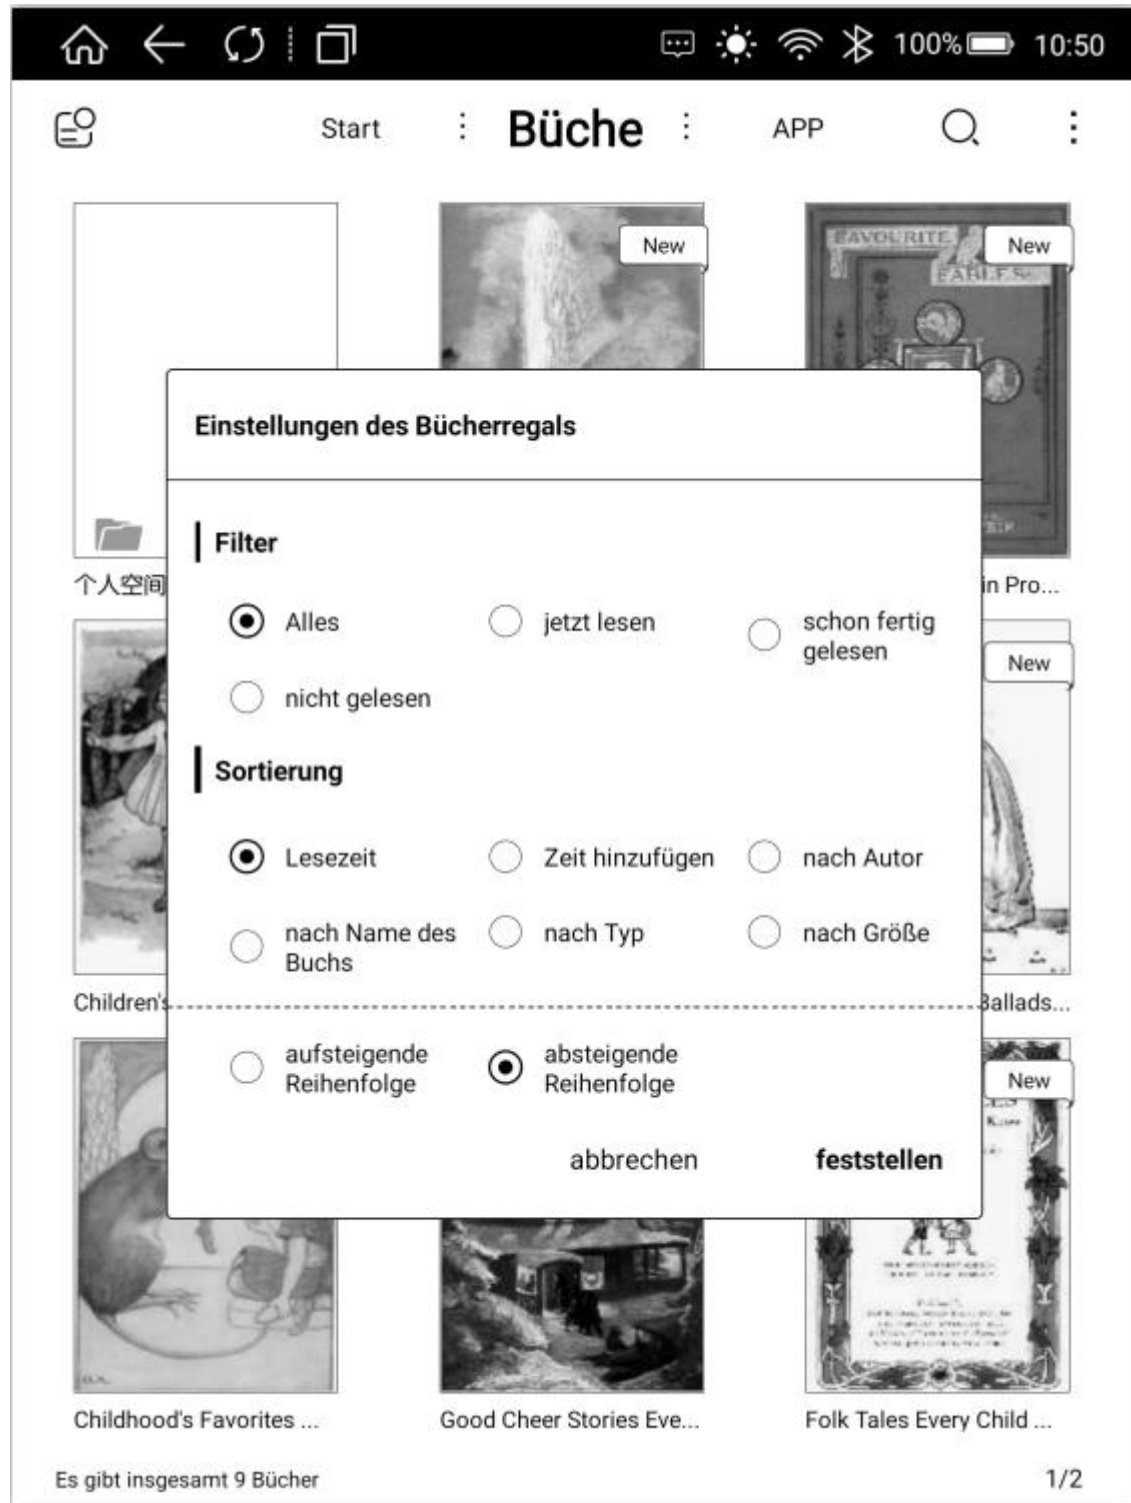 100% 10:50
Start Büche APP
New
FAVOURITE
FABLES
New
Einstellungen des Bücherregals
Filter
个人空间
in Pro...
Alles jetzt lesen schon fertig
gelesen
New
nicht gelesen
Sortierung
Lesezeit Zeit hinzufügen nach Autor
nach Name des
Buchs
nach Typ nach Größe
Children's
Ballads...
aufsteigende
Reihenfolge
absteigende
Reihenfolge
New
abbrechen feststellen
Childhood's Favorites ...
Good Cheer Stories Eve...
Folk Tales Every Child ...
Es gibt insgesamt 9 Bücher 1/2